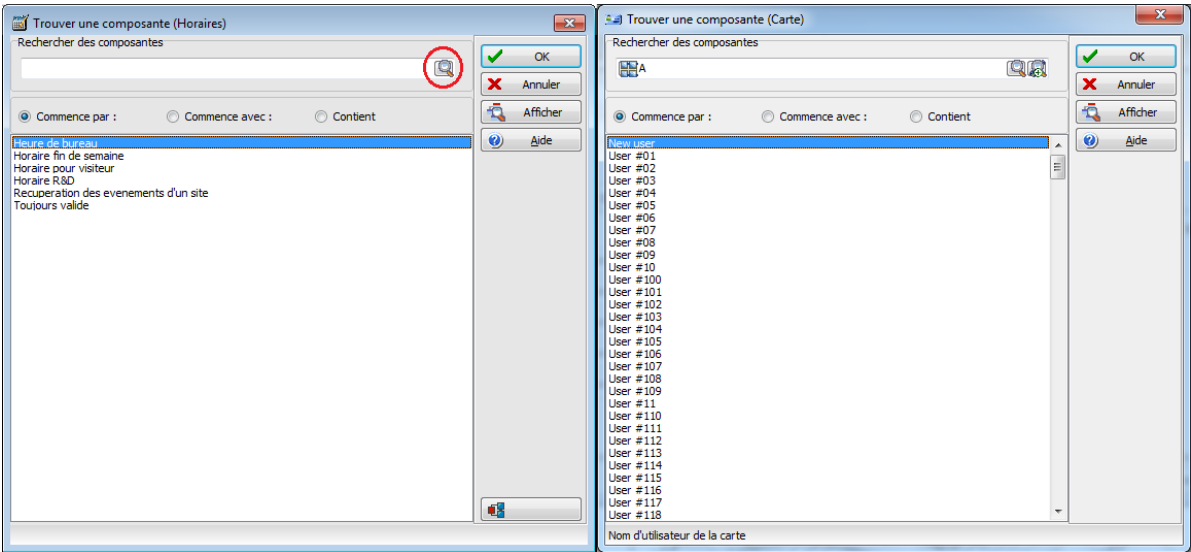 Trouver une composante (Horaires)
Rechercher des composantes
OK
Annuler
Afficher
Aide
Commence par :
Commence avec :
Contient
Heure de bureau
Horaire fin de semaine
Horaire pour visiteur
Horaire R&D
Recuperation des evenements d'un site
Toujours valide
Trouver une composante (Carte)
Rechercher des composantes
A
OK
Annuler
Afficher
Aide
Commence par :
Commence avec :
Contient
New user
User #01
User #02
User #03
User #04
User #05
User #06
User #07
User #08
User #09
User #10
User #100
User #101
User #102
User #103
User #104
User #105
User #106
User #107
User #108
User #109
User #11
User #110
User #111
User #112
User #113
User #114
User #115
User #116
User #117
User #118
Nom d'utilisateur de la carte